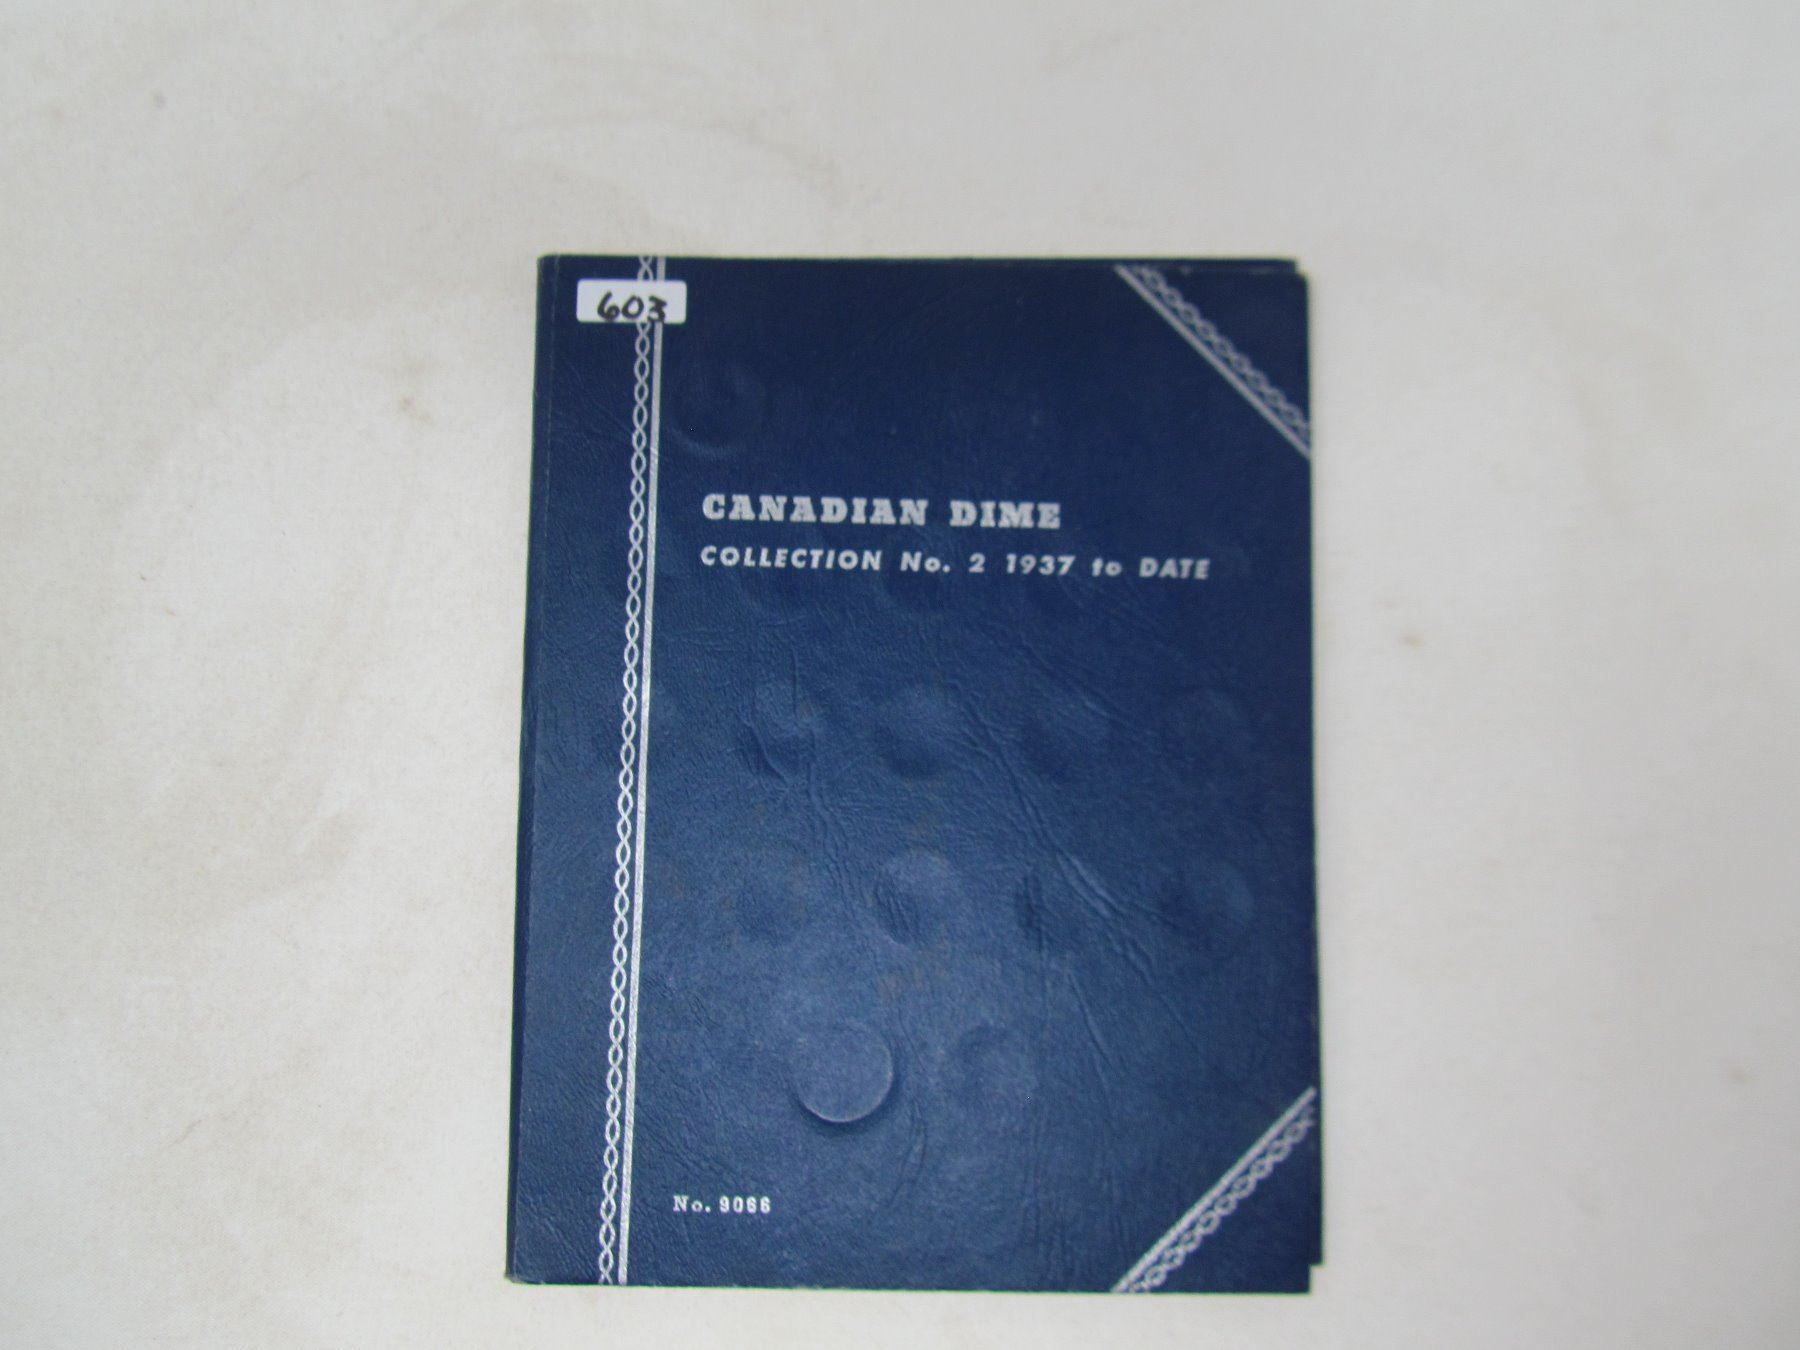 603
CANADIAN DIME
COLLECTION No. 2 1937 to DATE
No. 9066